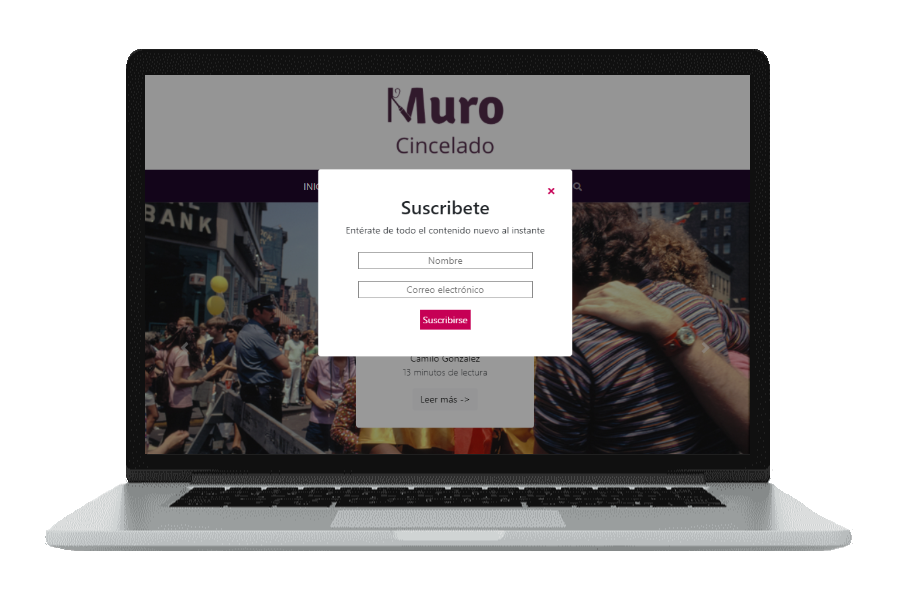 Muro
Cincelado
INIC
Suscribete
Entérate de todo el contenido nuevo al instante
Nombre
Correo electrónico
Suscribirse
Camilo González
13 minutos de lectura
Leer más ->
BANK